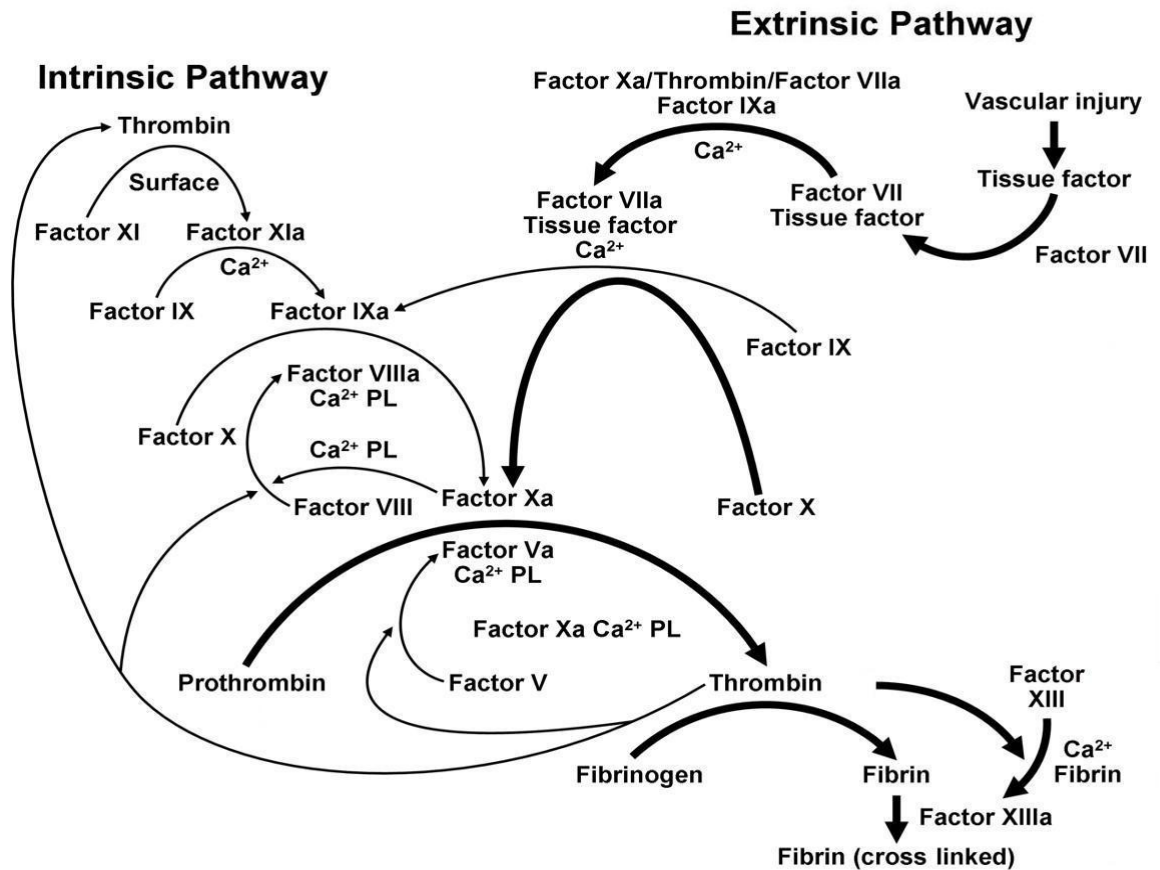 Extrinsic Pathway
Intrinsic Pathway
Factor Xa/Thrombin/Factor VIIa
Factor IXa
Ca²⁺
Vascular injury
Tissue factor
Factor VII
Factor VII
Tissue factor
Factor VIIa
Tissue factor
Ca²⁺
Thrombin
Surface
Factor XI
Factor XIa
Ca²⁺
Factor IX
Factor IXa
Factor IX
Factor VIIIa
Ca²⁺ PL
Factor X
Ca²⁺ PL
Factor VIII
Factor Xa
Factor X
Factor Va
Ca²⁺ PL
Factor Xa Ca²⁺ PL
Prothrombin
Factor V
Thrombin
Factor
XIII
Ca²⁺
Fibrin
Fibrinogen
Fibrin
Factor XIIIa
Fibrin (cross linked)